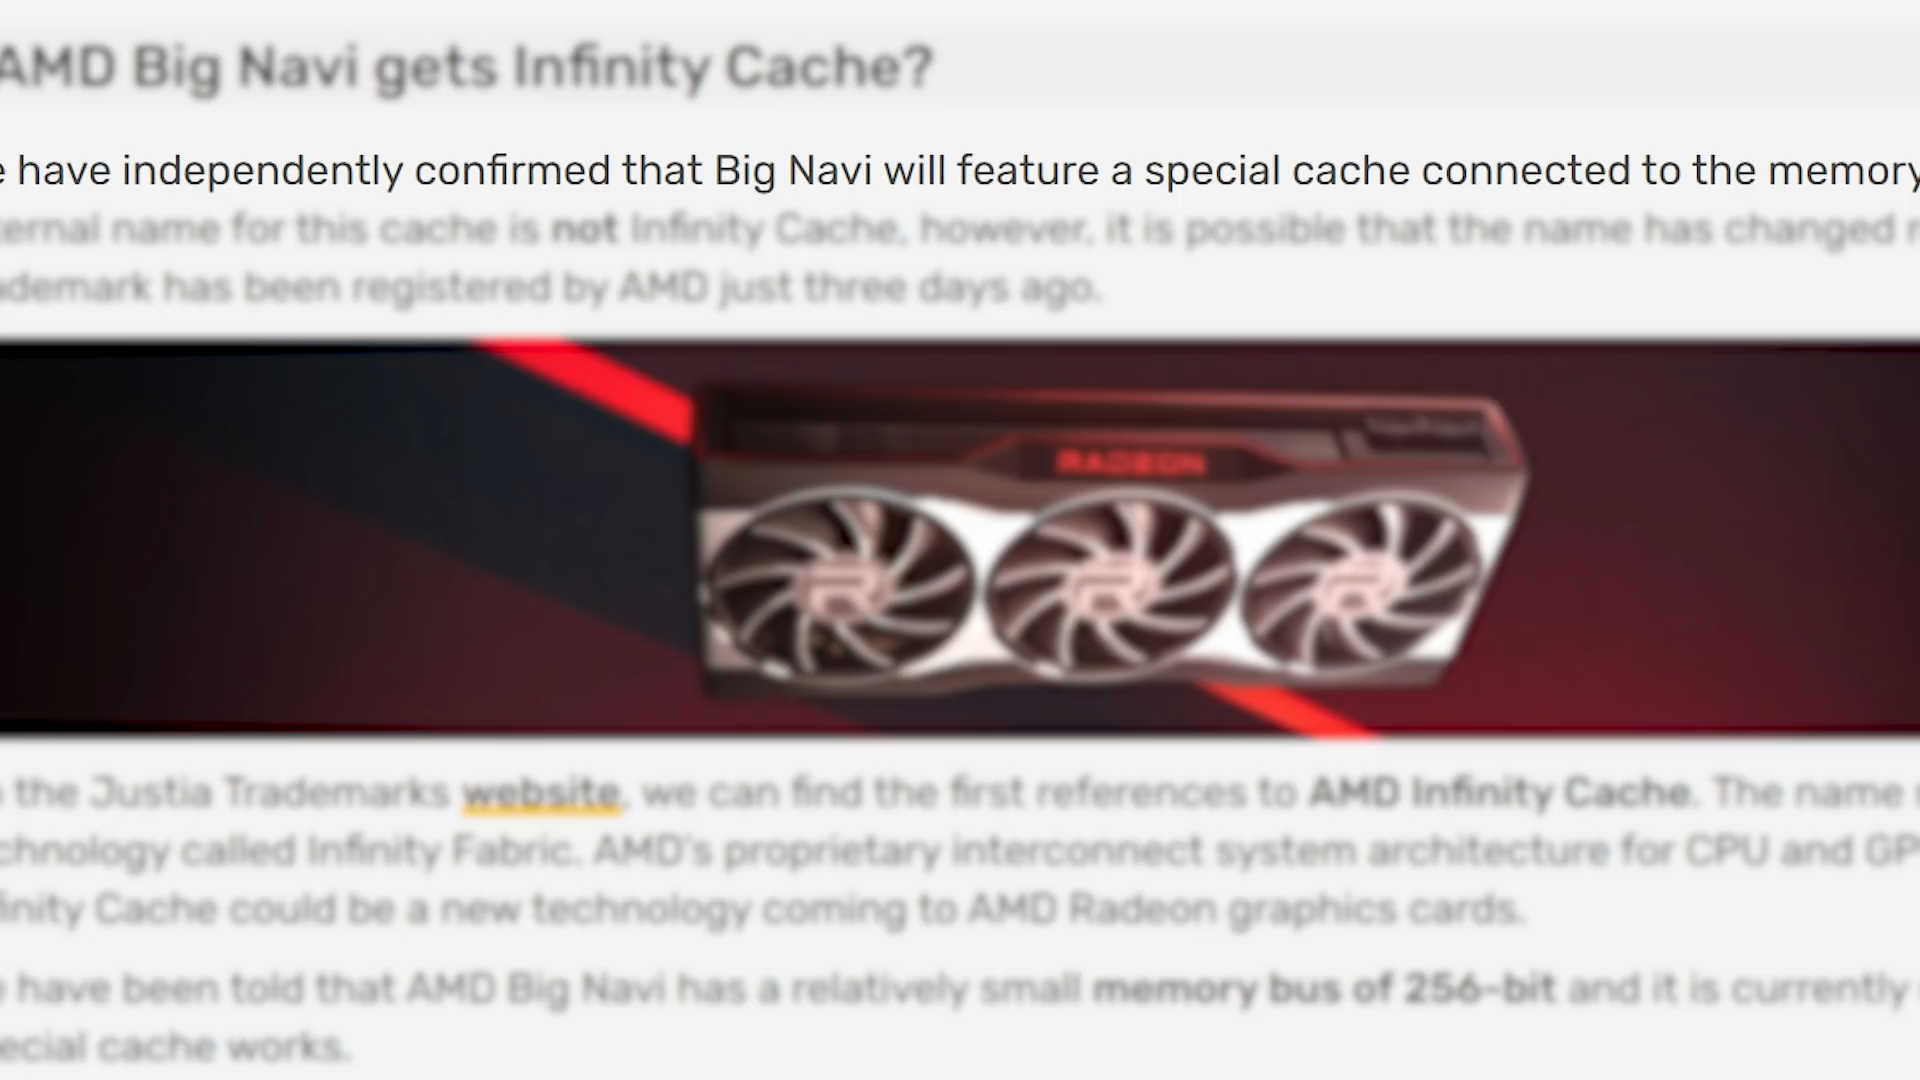 AMD Big Navi gets Infinity Cache?
e have independently confirmed that Big Navi will feature a special cache connected to the memory
ternal name for this cache is not Infinity Cache, however, it is possible that the name has changed r
ademark has been registered by AMD just three days ago.
RADEON
the Justia Trademarks website, we can find the first references to AMD Infinity Cache. The name
chnology called Infinity Fabric. AMD's proprietary interconnect system architecture for CPU and GP
finity Cache could be a new technology coming to AMD Radeon graphics cards.
e have been told that AMD Big Navi has a relatively small memory bus of 256-bit and it is currently
ecial cache works.